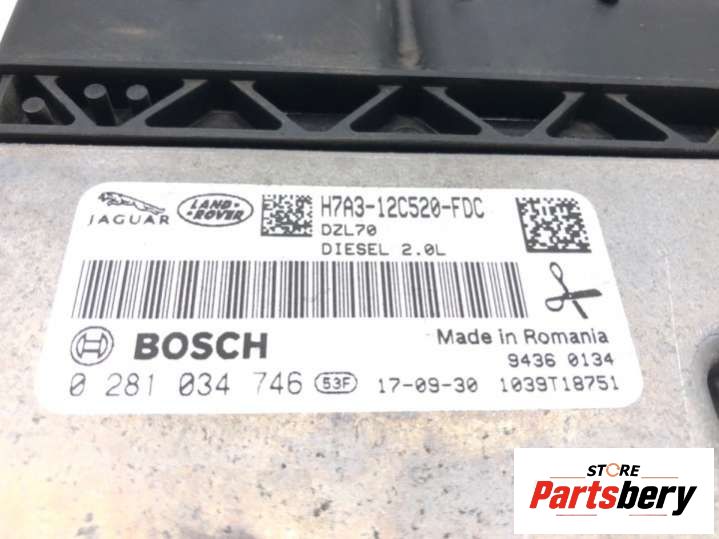 JAGUAR
LAND-
ROVER
H7A3-12C520-FDC
DZL70
DIESEL 2.0L
BOSCH
Made in Romania
9436 0134
0 281 034 746 53F 17-09-30 1039T18751
STORE
Partsbery